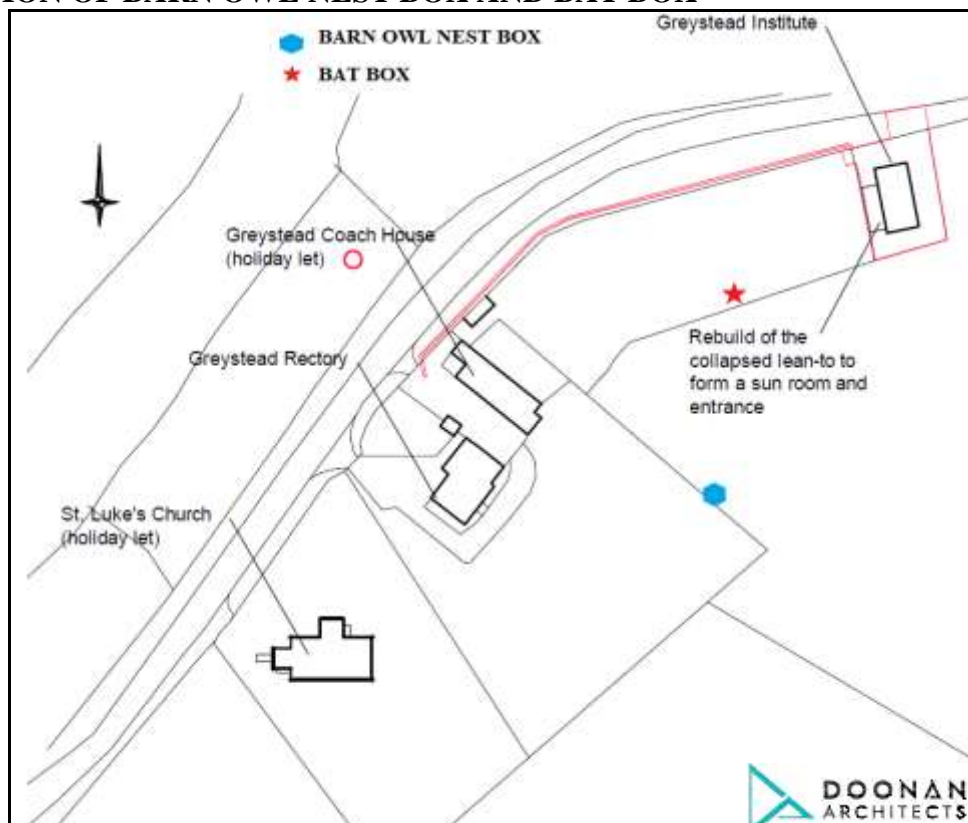 BARN OWL NEST BOX
BAT BOX
Greystead Institute
Greystead Coach House
(holiday let)
Greystead Rectory
Rebuild of the
collapsed lean-to to
form a sun room and
entrance
St. Luke's Church
(holiday let)
DOONAN
ARCHITECTS